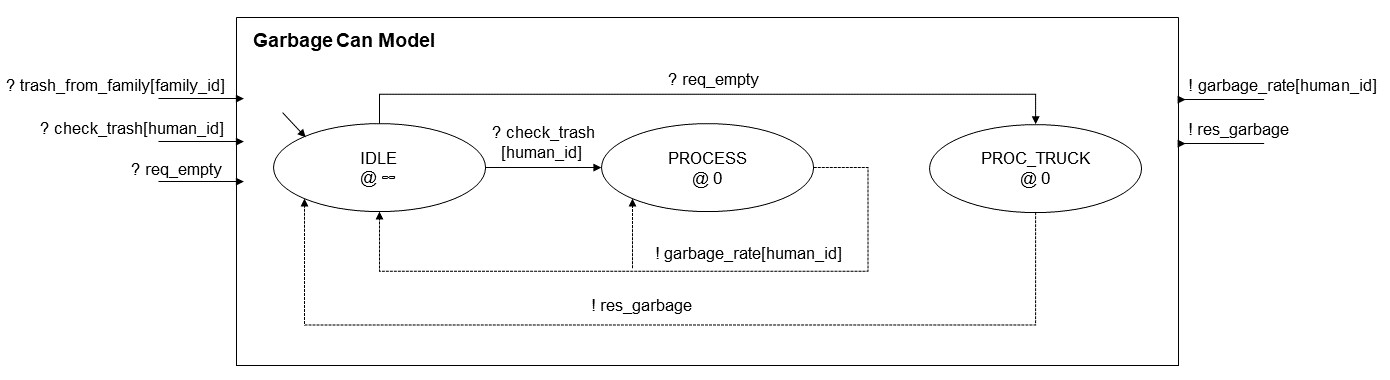 Garbage Can Model
? trash_from_family[family_id]
? check_trash[human_id]
? req_empty
? req_empty
IDLE
@ ∞
? check_trash
[human_id]
PROCESS
@ 0
PROC_TRUCK
@ 0
! garbage_rate[human_id]
! res_garbage
! garbage_rate[human_id]
! res_garbage